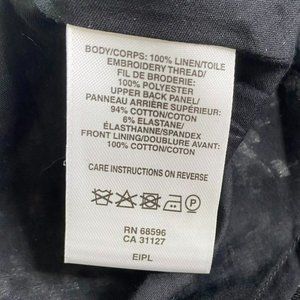 BODY/CORPS: 100% LINEN/TOILE
EMBROIDERY THREAD/
FIL DE BRODERIE:
100% POLYESTER
UPPER BACK PANEL/
PANNEAU ARRIÈRE SUPÉRIEUR:
94% COTTON/COTON
6% ELASTANE/
ÉLASTHANNE/SPANDEX
FRONT LINING/DOUBLURE AVANT:
100% COTTON/COTON
CARE INSTRUCTIONS ON REVERSE
P
RN 68596
CA 31127
EIPL